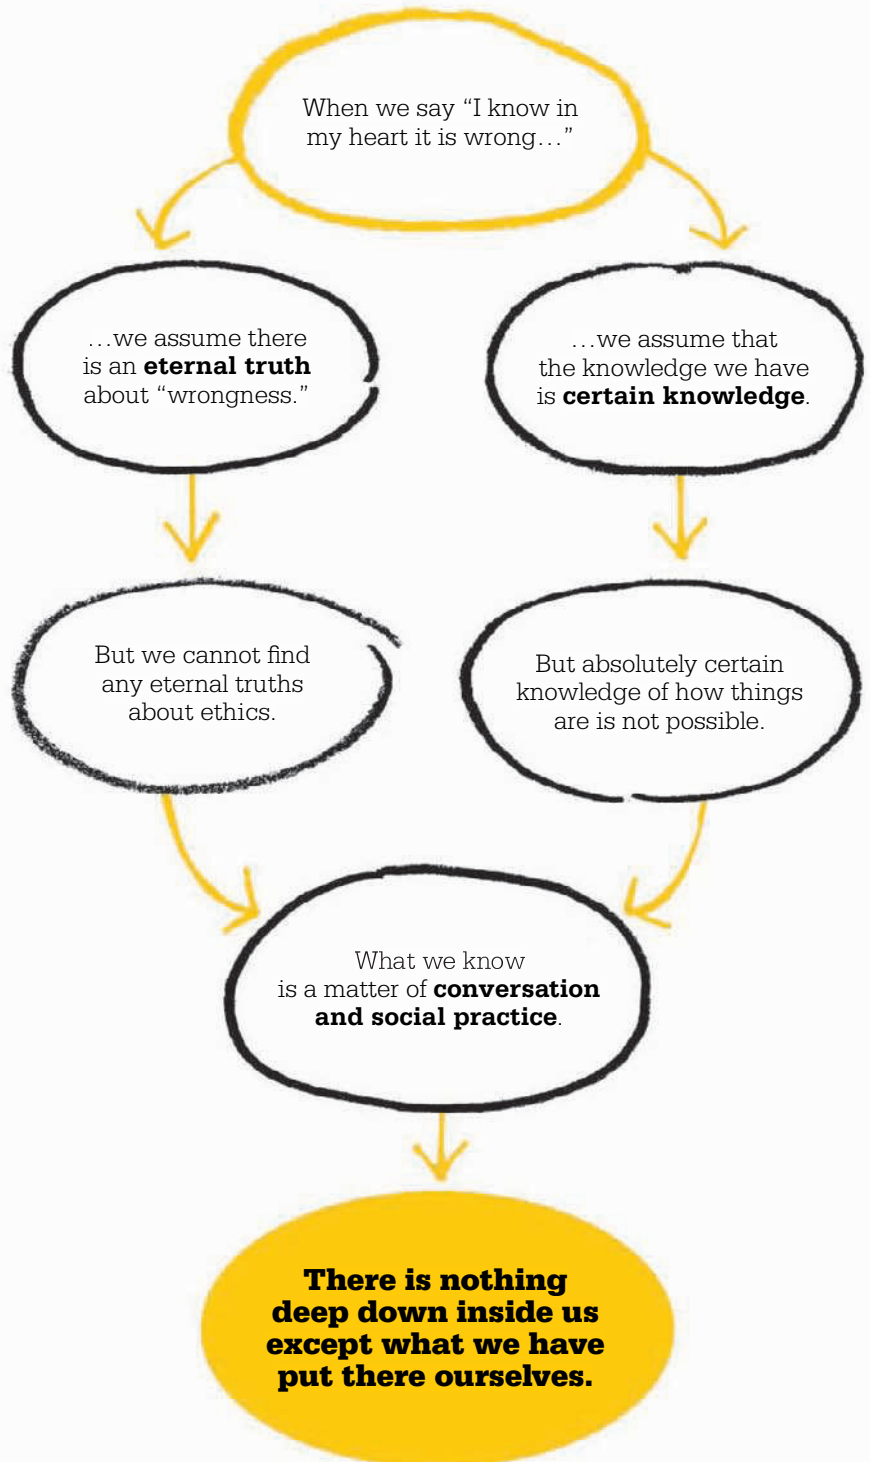 When we say “I know in
my heart it is wrong…”
…we assume there
is an eternal truth
about “wrongness.”
…we assume that
the knowledge we have
is certain knowledge.
But we cannot find
any eternal truths
about ethics.
But absolutely certain
knowledge of how things
are is not possible.
What we know
is a matter of conversation
and social practice.
There is nothing
deep down inside us
except what we have
put there ourselves.